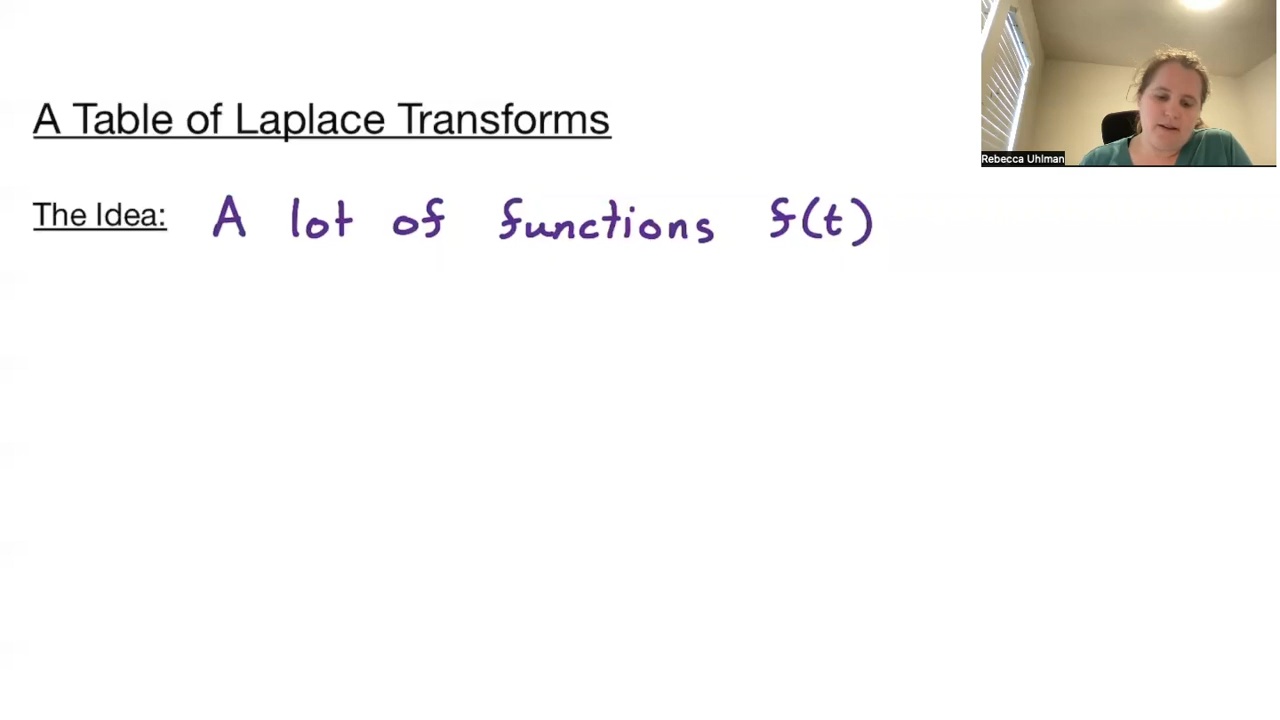 Rebecca Uhlman
A Table of Laplace Transforms
The Idea: A lot of functions f(t)